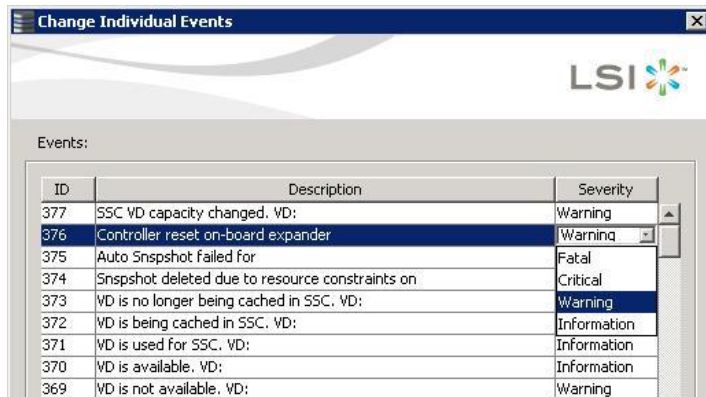 Change Individual Events
LSI
Events:
ID Description Severity
377 SSC VD capacity changed. VD: Warning
376 Controller reset on-board expander Warning
375 Auto Snspshot failed for Fatal
374 Snspshot deleted due to resource constraints on Critical
373 VD is no longer being cached in SSC. VD: Warning
372 VD is being cached in SSC. VD: Information
371 VD is used for SSC. VD: Information
370 VD is available. VD: Information
369 VD is not available. VD: Warning